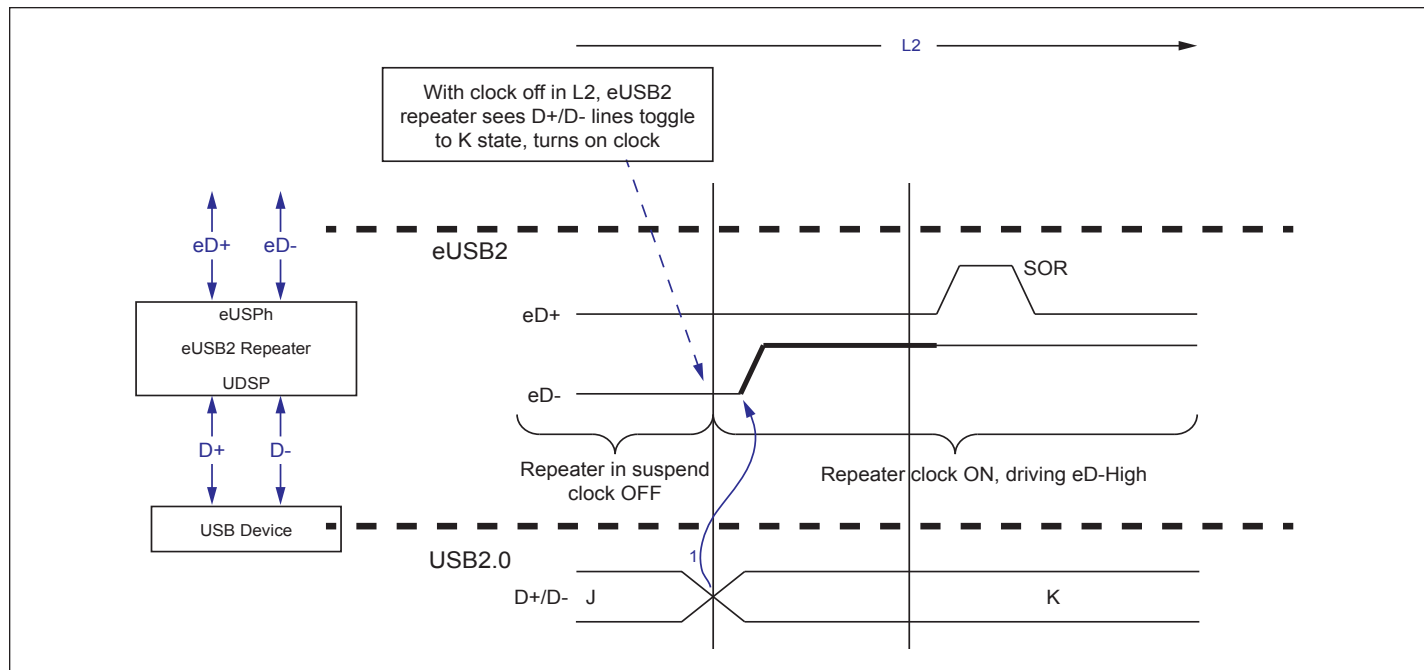 L2
With clock off in L2, eUSB2
repeater sees D+/D- lines toggle
to K state, turns on clock
eD+
eD-
eUSB2
SOR
eUSPh
eUSB2 Repeater
UDSP
eD+
eD-
D+
D-
Repeater in suspend
clock OFF
Repeater clock ON, driving eD-High
USB Device
1
USB2.0
D+/D-
J
K